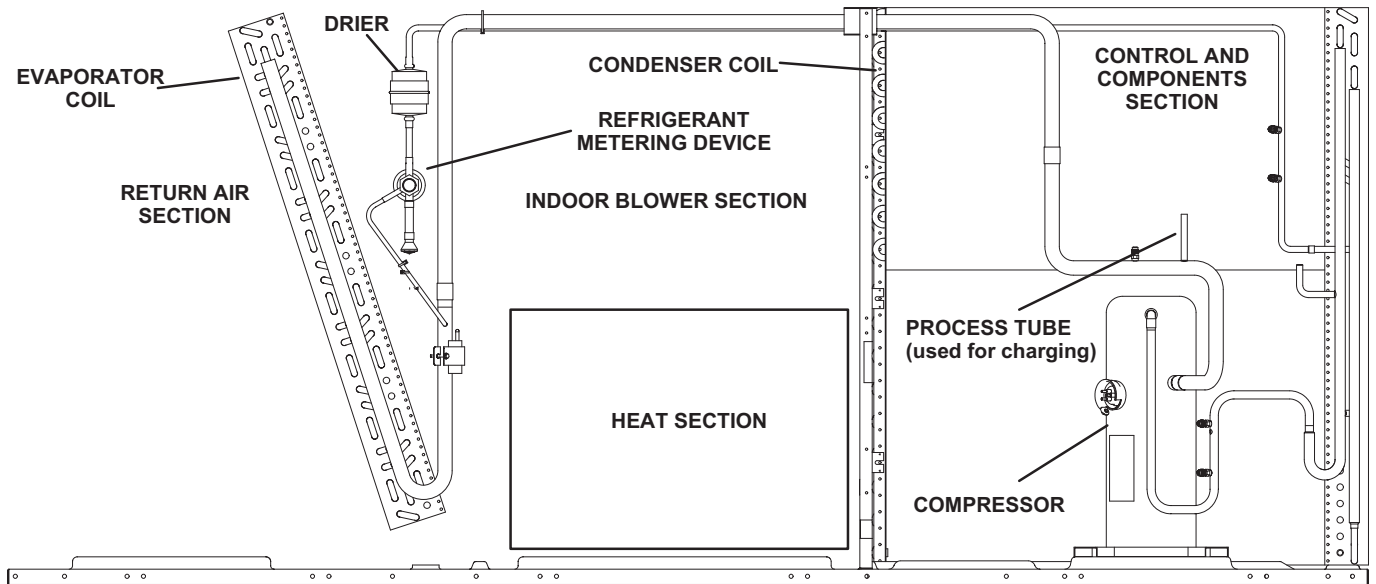 DRIER
EVAPORATOR
COIL
CONDENSER COIL
CONTROL AND
COMPONENTS
SECTION
REFRIGERANT
METERING DEVICE
RETURN AIR
SECTION
INDOOR BLOWER SECTION
PROCESS TUBE
(used for charging)
HEAT SECTION
COMPRESSOR